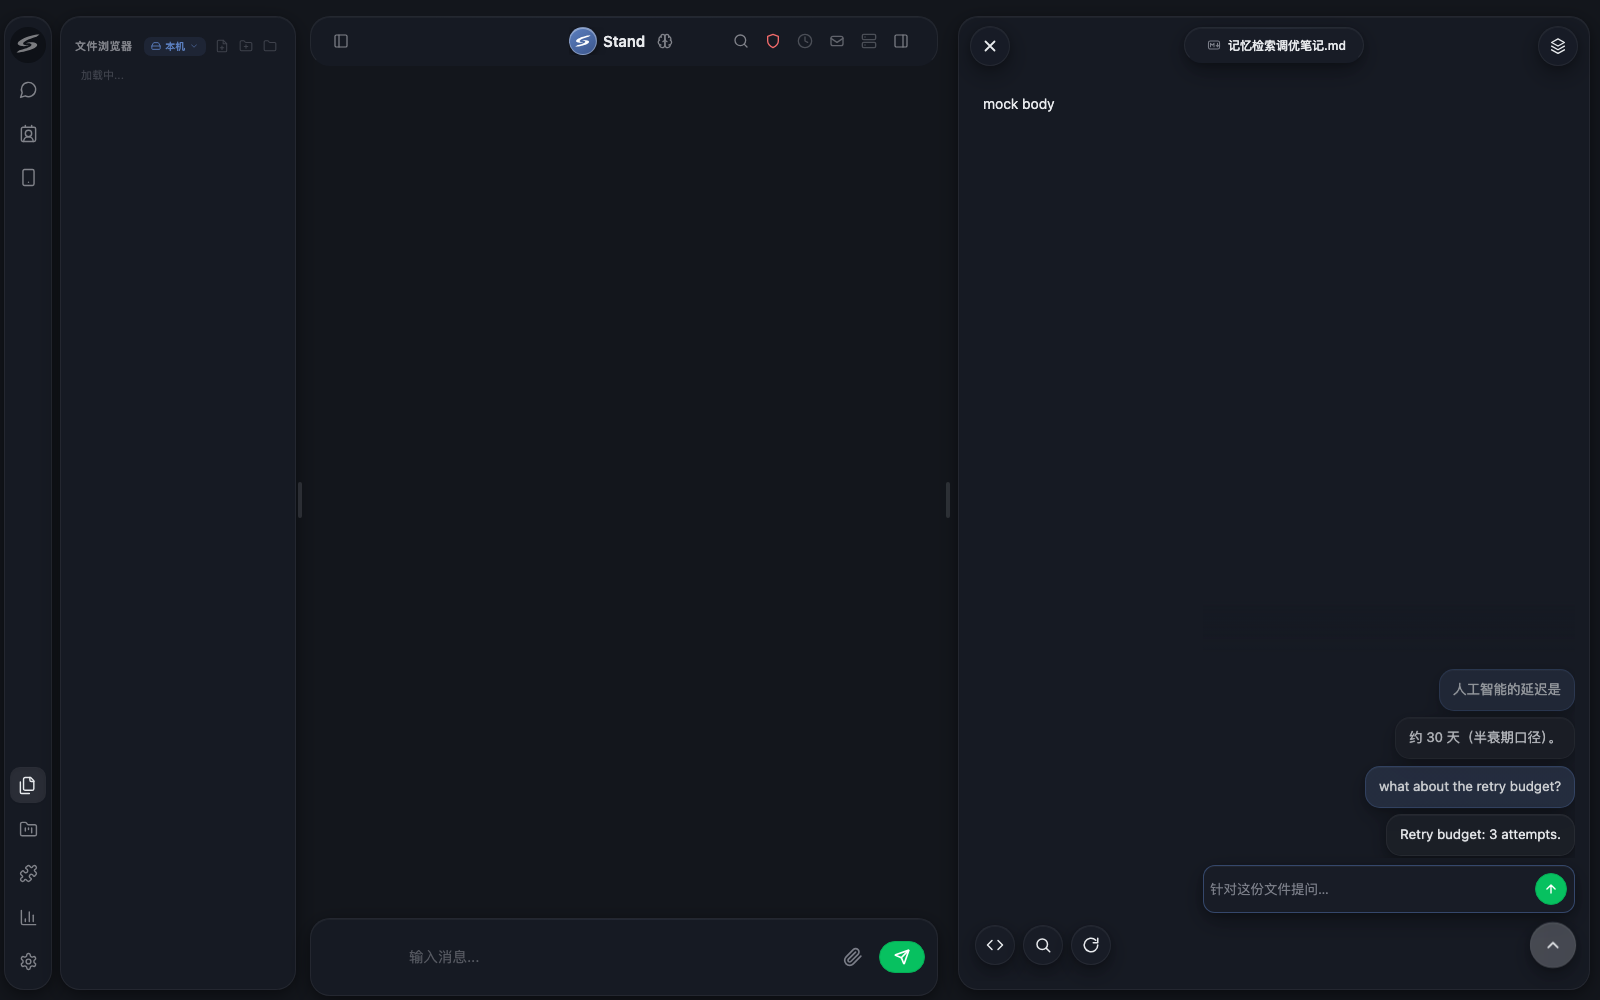 文件浏览器
本机
加载中...
Stand
输入消息...
记忆检索调优笔记.md
mock body
人工智能的延迟是
约 30 天（半衰期口径）。
what about the retry budget?
Retry budget: 3 attempts.
针对这份文件提问...